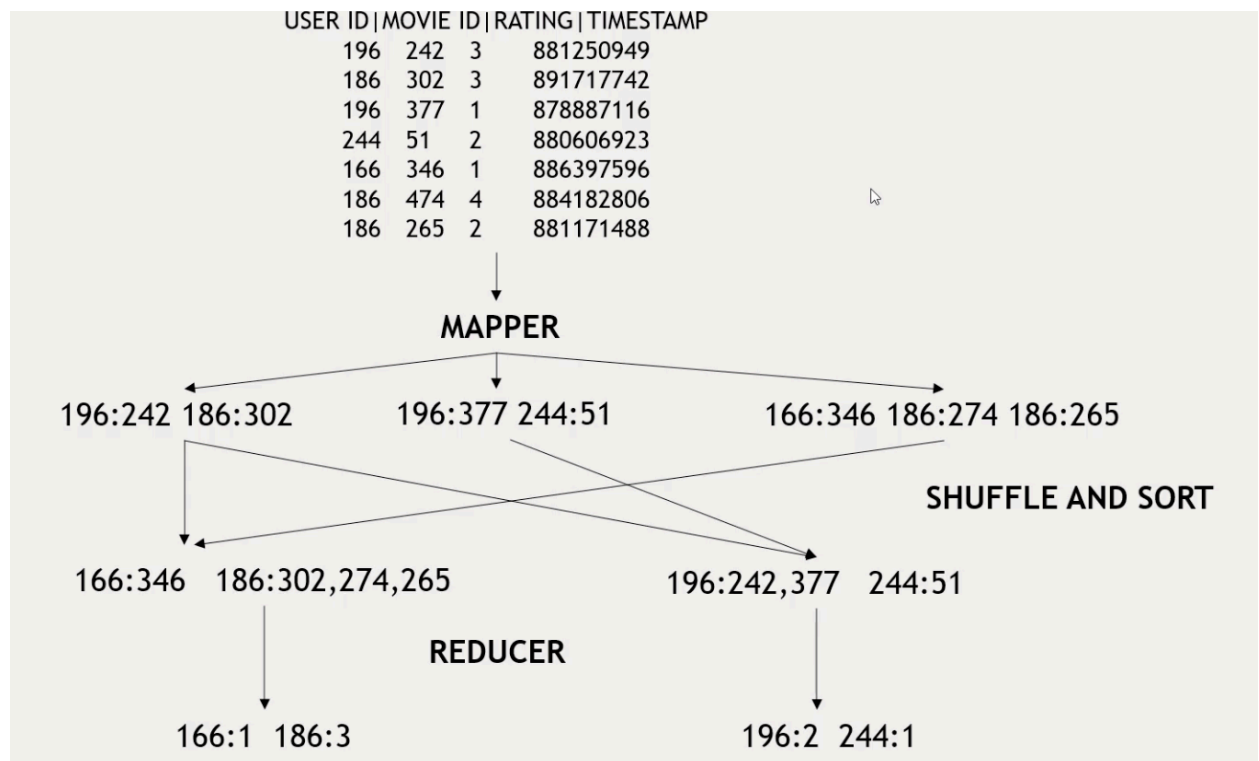 USER ID|MOVIE ID|RATING|TIMESTAMP
196 242 3 881250949
186 302 3 891717742
196 377 1 878887116
244 51 2 880606923
166 346 1 886397596
186 474 4 884182806
186 265 2 881171488
MAPPER
196:242 186:302 196:377 244:51 166:346 186:274 186:265
SHUFFLE AND SORT
166:346 186:302,274,265 196:242,377 244:51
REDUCER
166:1 186:3 196:2 244:1